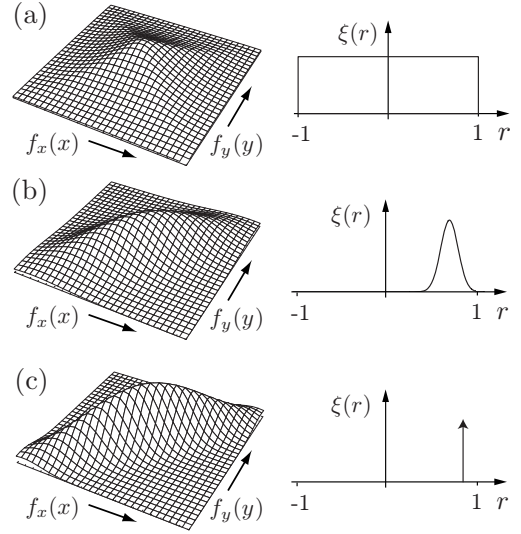 (a)
ξ(r)
-1 1 r
f_x(x) f_y(y)
(b)
ξ(r)
-1 1 r
f_x(x) f_y(y)
(c)
ξ(r)
-1 1 r
f_x(x) f_y(y)